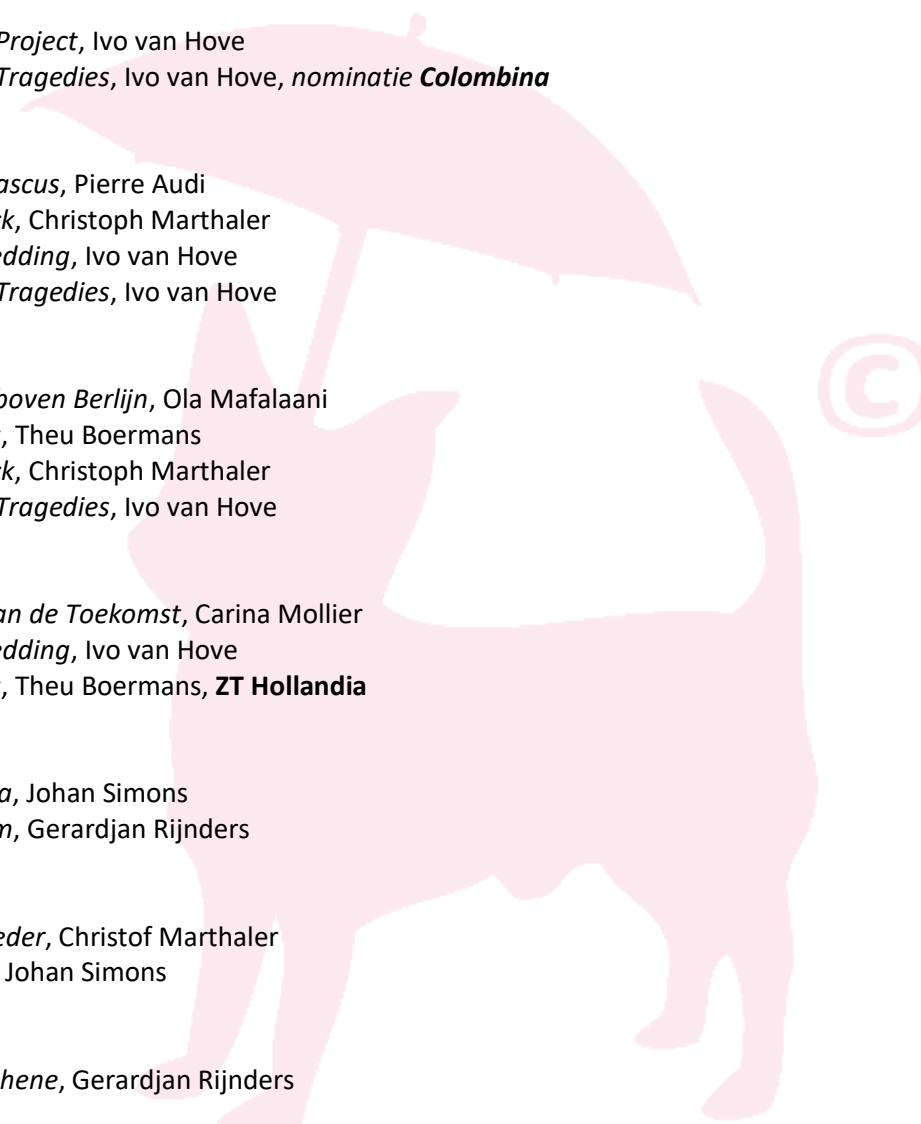 Project, Ivo van Hove
Tragedies, Ivo van Hove, nominatie Colombina
ascus, Pierre Audi
ck, Christoph Marthaler
edding, Ivo van Hove
Tragedies, Ivo van Hove
boven Berlijn, Ola Mafalaani
, Theu Boermans
ck, Christoph Marthaler
Tragedies, Ivo van Hove
an de Toekomst, Carina Mollier
edding, Ivo van Hove
, Theu Boermans, ZT Hollandia
a, Johan Simons
m, Gerardjan Rijnders
eder, Christof Marthaler
Johan Simons
hene, Gerardjan Rijnders
©